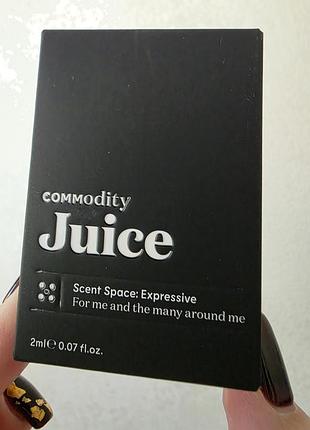 COMModity
Juice
Scent Space: Expressive
For me and the many around me
2ml℮ 0.07 fl.oz.